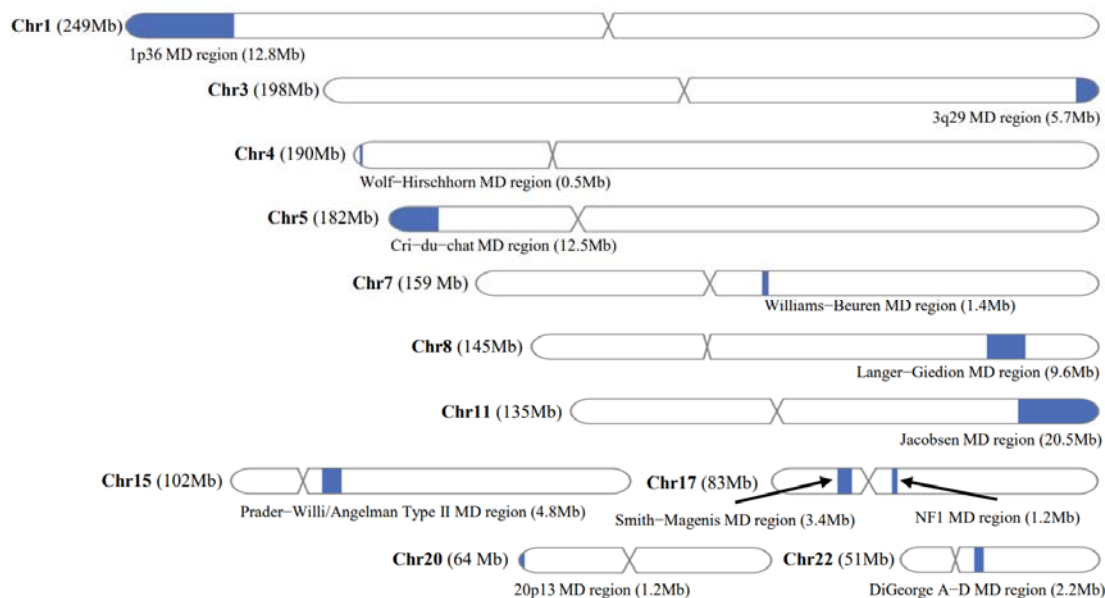 Chr1 (249Mb)
1p36 MD region (12.8Mb)
Chr3 (198Mb)
3q29 MD region (5.7Mb)
Chr4 (190Mb)
Wolf−Hirschhorn MD region (0.5Mb)
Chr5 (182Mb)
Cri−du−chat MD region (12.5Mb)
Chr7 (159 Mb)
Williams−Beuren MD region (1.4Mb)
Chr8 (145Mb)
Langer−Giedion MD region (9.6Mb)
Chr11 (135Mb)
Jacobsen MD region (20.5Mb)
Chr15 (102Mb)
Prader−Willi/Angelman Type II MD region (4.8Mb)
Chr17 (83Mb)
Smith−Magenis MD region (3.4Mb)
NF1 MD region (1.2Mb)
Chr20 (64 Mb)
20p13 MD region (1.2Mb)
Chr22 (51Mb)
DiGeorge A−D MD region (2.2Mb)